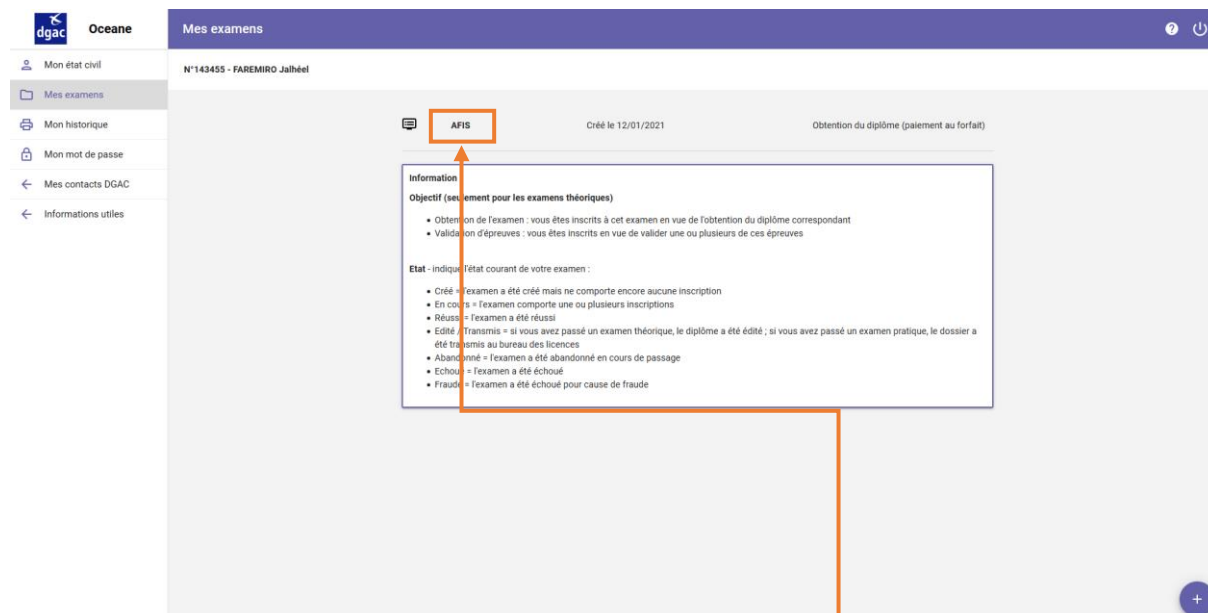 dgac
Oceane
Mes examens
?
Mon état civil
Mes examens
Mon historique
Mon mot de passe
Mes contacts DGAC
Informations utiles
N°143455 - FAREMIRO Jalhéel
AFIS Créé le 12/01/2021 Obtention du diplôme (paiement au forfait)
Information
Objectif (seulement pour les examens théoriques)
• Obtention de l'examen : vous êtes inscrits à cet examen en vue de l'obtention du diplôme correspondant
• Validation d'épreuves : vous êtes inscrits en vue de valider une ou plusieurs de ces épreuves
Etat - indique l'état courant de votre examen :
• Créé = l'examen a été créé mais ne comporte encore aucune inscription
• En cours = l'examen comporte une ou plusieurs inscriptions
• Réussi = l'examen a été réussi
• Edité / Transmis = si vous avez passé un examen théorique, le diplôme a été édité ; si vous avez passé un examen pratique, le dossier a
été transmis au bureau des licences
• Abandonné = l'examen a été abandonné en cours de passage
• Echoué = l'examen a été échoué
• Fraude = l'examen a été échoué pour cause de fraude
+